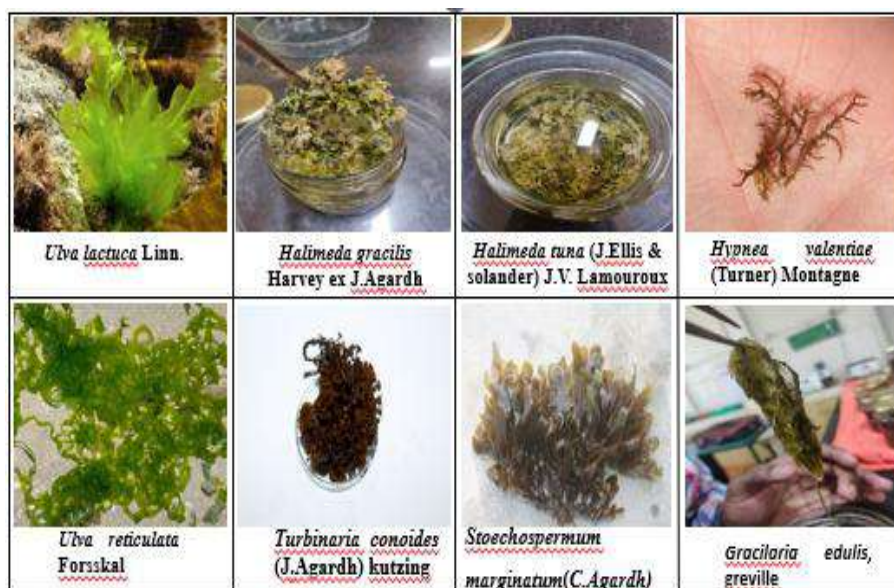 Ulva lactuca Linn.
Halimeda gracilis
Harvey ex J.Agardh
Halimeda tuna (J.Ellis &
solander) J.V. Lamouroux
Hypnea valentiae
(Turner) Montagne
Ulva reticulata
Forsskal
Turbinaria conoides
(J.Agardh) kutzing
Stoechospermum
marginatum(C.Agardh)
Gracilaria edulis,
greville